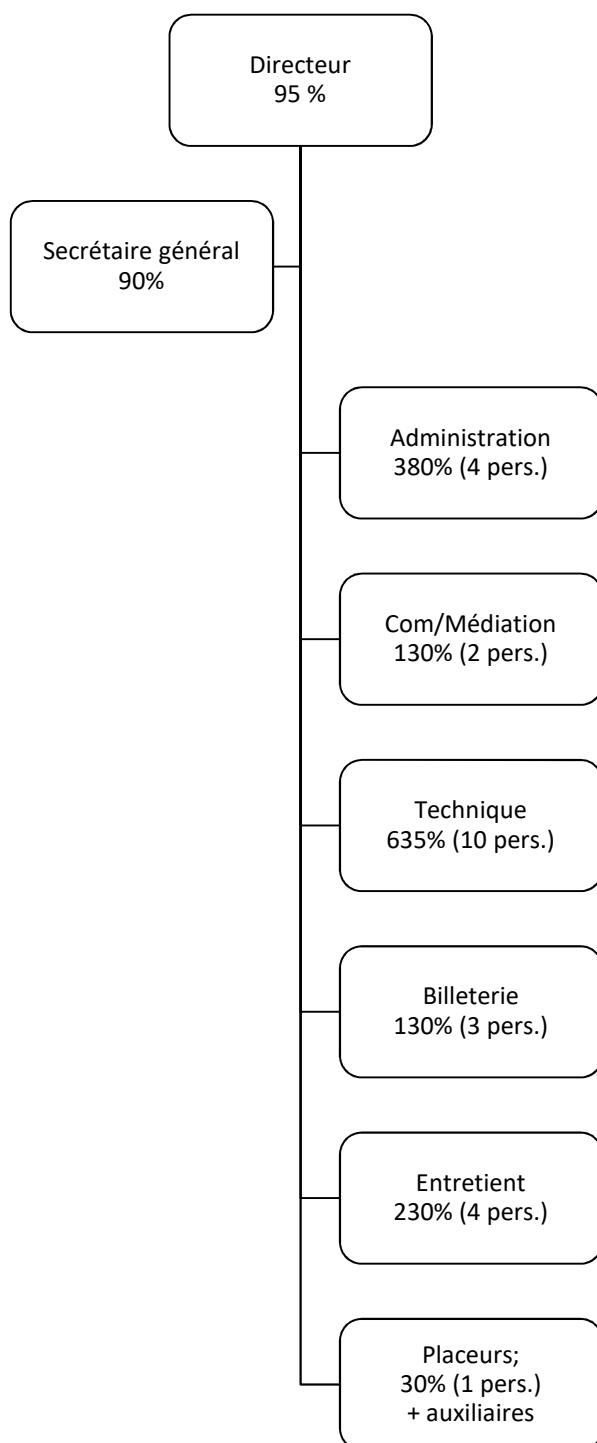 Directeur
95 %
Secrétaire général
90%
Administration
380% (4 pers.)
Com/Médiation
130% (2 pers.)
Technique
635% (10 pers.)
Billeterie
130% (3 pers.)
Entretient
230% (4 pers.)
Placeurs;
30% (1 pers.)
+ auxiliaires